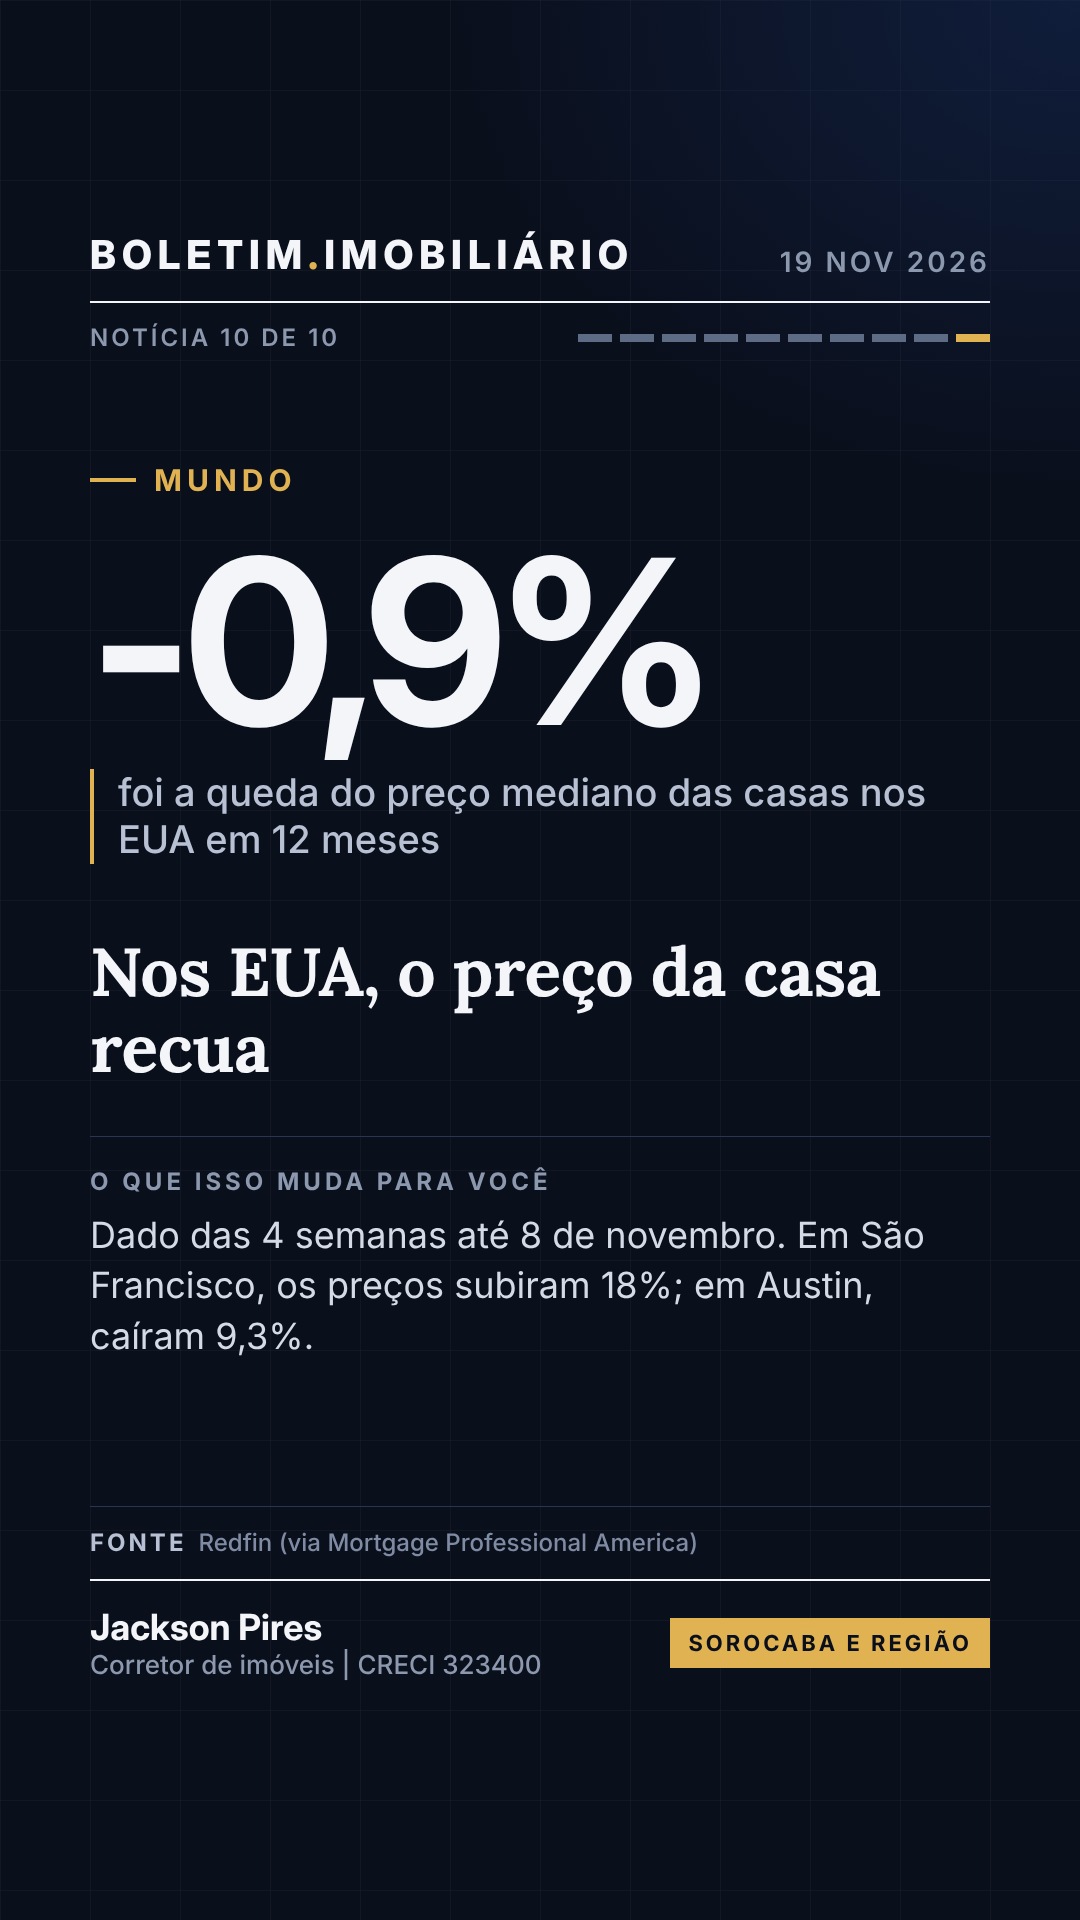 BOLETIM.IMOBILIÁRIO
19 NOV 2026
NOTÍCIA 10 DE 10
MUNDO
-0,9%
foi a queda do preço mediano das casas nos
EUA em 12 meses
Nos EUA, o preço da casa
recua
O QUE ISSO MUDA PARA VOCÊ
Dado das 4 semanas até 8 de novembro. Em São
Francisco, os preços subiram 18%; em Austin,
caíram 9,3%.
FONTE Redfin (via Mortgage Professional America)
Jackson Pires
Corretor de imóveis | CRECI 323400
SOROCABA E REGIÃO